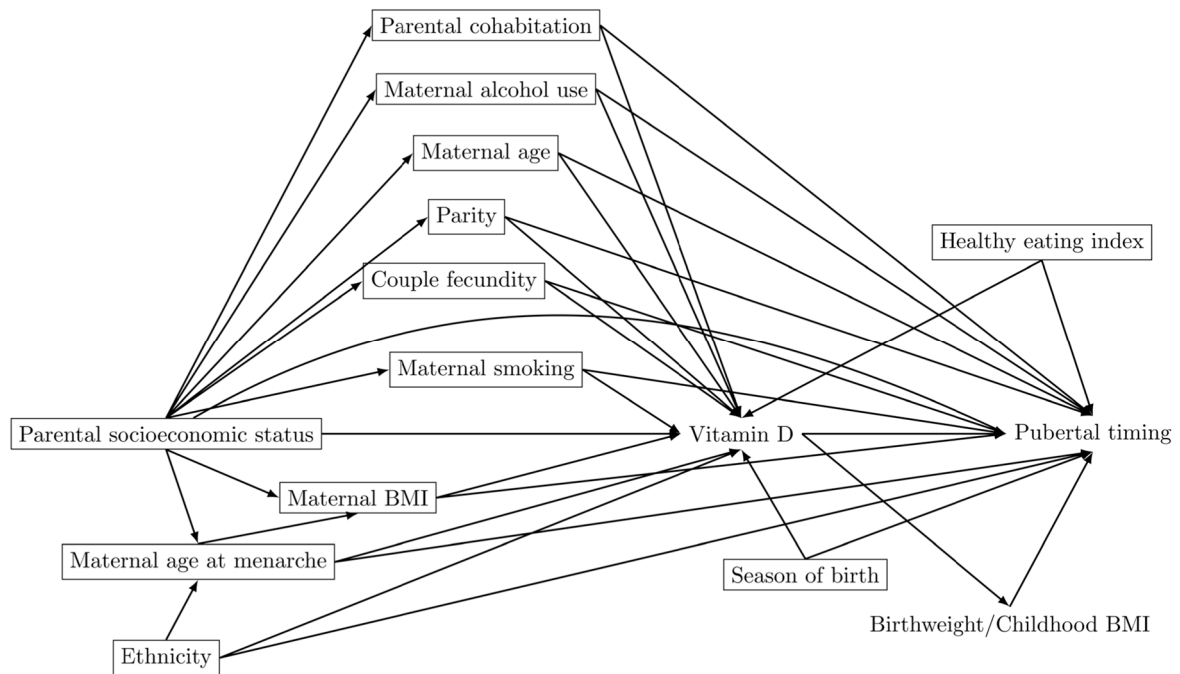 Parental cohabitation
Maternal alcohol use
Maternal age
Parity
Healthy eating index
Couple fecundity
Maternal smoking
Parental socioeconomic status
Vitamin D
Pubertal timing
Maternal BMI
Maternal age at menarche
Season of birth
Birthweight/Childhood BMI
Ethnicity